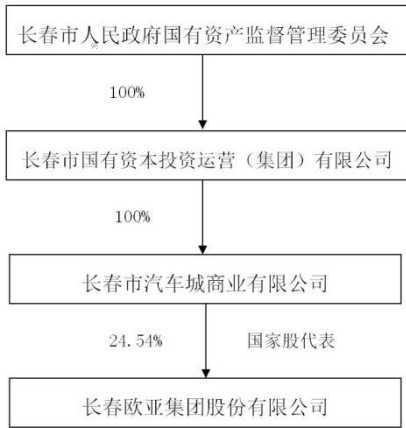 长春市人民政府国有资产监督管理委员会
100%
长春市国有资本投资运营（集团）有限公司
100%
长春市汽车城商业有限公司
24.54% 国家股代表
长春欧亚集团股份有限公司